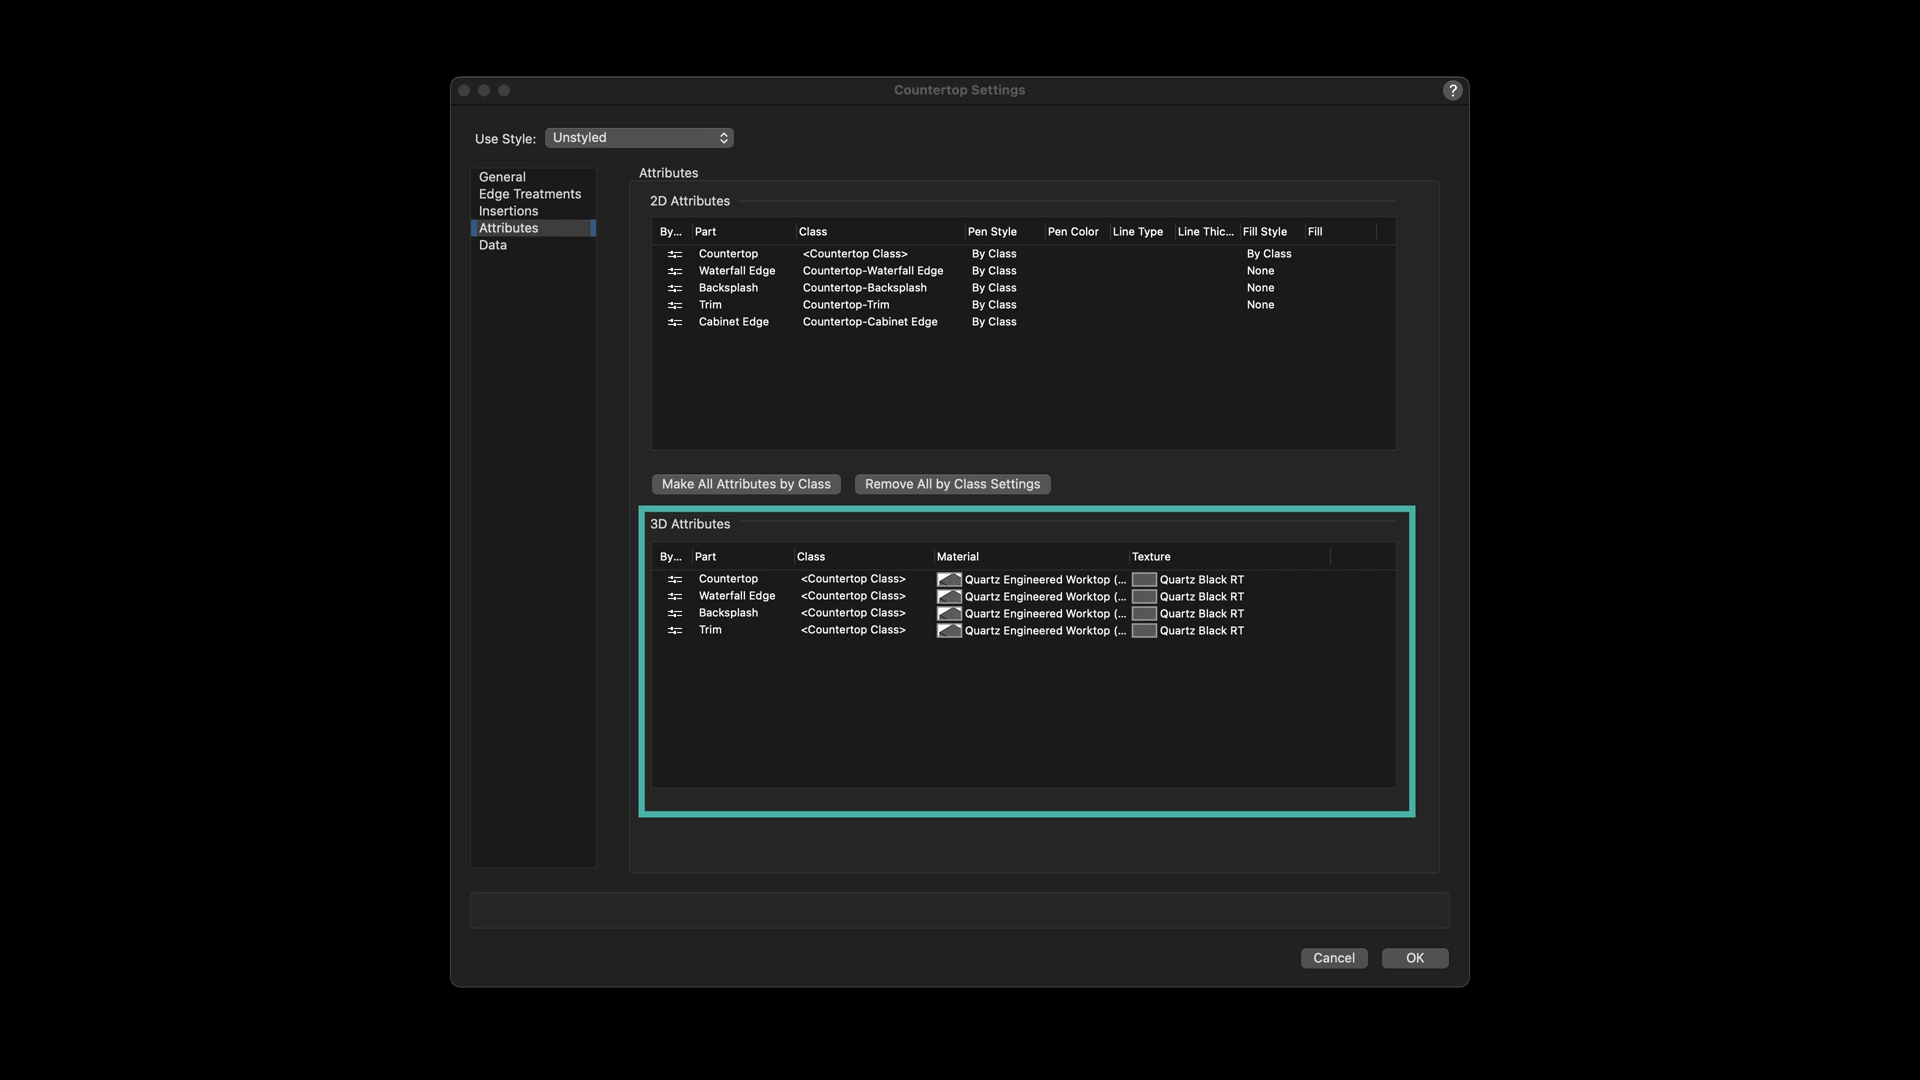 Countertop Settings
?
Use Style: Unstyled
General
Edge Treatments
Insertions
Attributes
Data
Attributes
2D Attributes
By... Part Class Pen Style Pen Color Line Type Line Thic... Fill Style Fill
Countertop <Countertop Class> By Class By Class
Waterfall Edge Countertop-Waterfall Edge By Class None
Backsplash Countertop-Backsplash By Class None
Trim Countertop-Trim By Class None
Cabinet Edge Countertop-Cabinet Edge By Class
Make All Attributes by Class Remove All by Class Settings
3D Attributes
By... Part Class Material Texture
Countertop <Countertop Class> Quartz Engineered Worktop (... Quartz Black RT
Waterfall Edge <Countertop Class> Quartz Engineered Worktop (... Quartz Black RT
Backsplash <Countertop Class> Quartz Engineered Worktop (... Quartz Black RT
Trim <Countertop Class> Quartz Engineered Worktop (... Quartz Black RT
Cancel OK